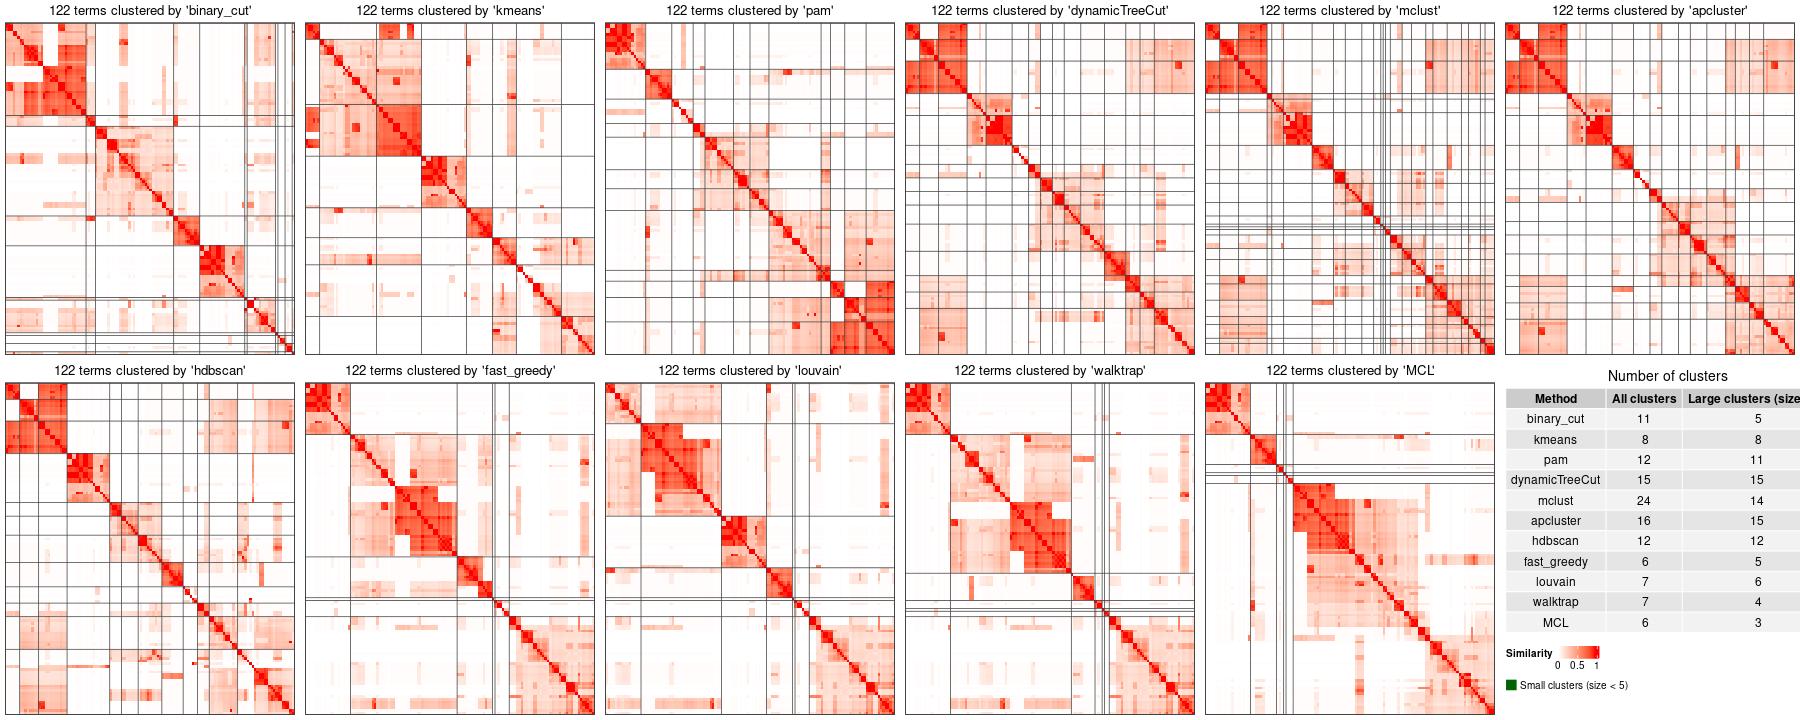 122 terms clustered by 'binary_cut'
122 terms clustered by 'kmeans'
122 terms clustered by 'pam'
122 terms clustered by 'dynamicTreeCut'
122 terms clustered by 'mclust'
122 terms clustered by 'apcluster'
122 terms clustered by 'hdbscan'
122 terms clustered by 'fast_greedy'
122 terms clustered by 'louvain'
122 terms clustered by 'walktrap'
122 terms clustered by 'MCL'
Number of clusters
Method All clusters Large clusters (size
binary_cut 11 5
kmeans 8 8
pam 12 11
dynamicTreeCut 15 15
mclust 24 14
apcluster 16 15
hdbscan 12 12
fast_greedy 6 5
louvain 7 6
walktrap 7 4
MCL 6 3
Similarity
0 0.5 1
Small clusters (size < 5)